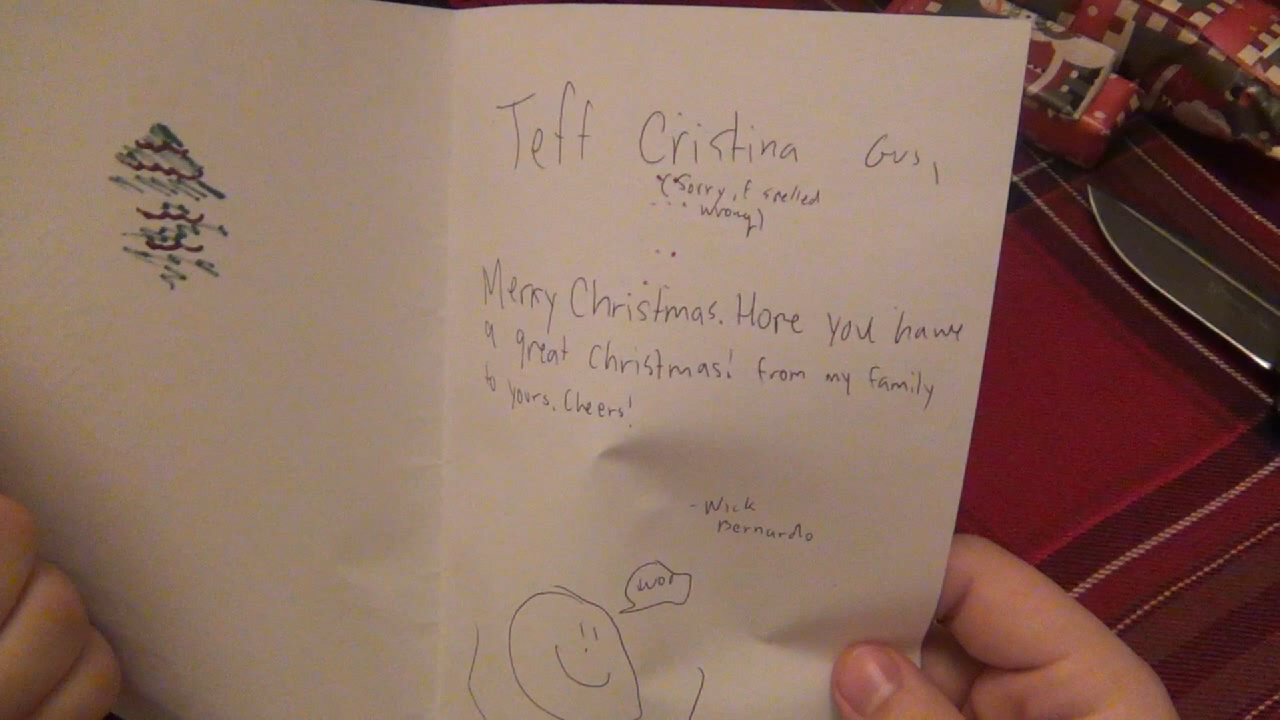 Jeff Cristina Gus,
(Sorry if spelled
wrong)
Merry Christmas. Hope you have
a great Christmas! From my family
to yours. Cheers!
- Nick
Bernardo